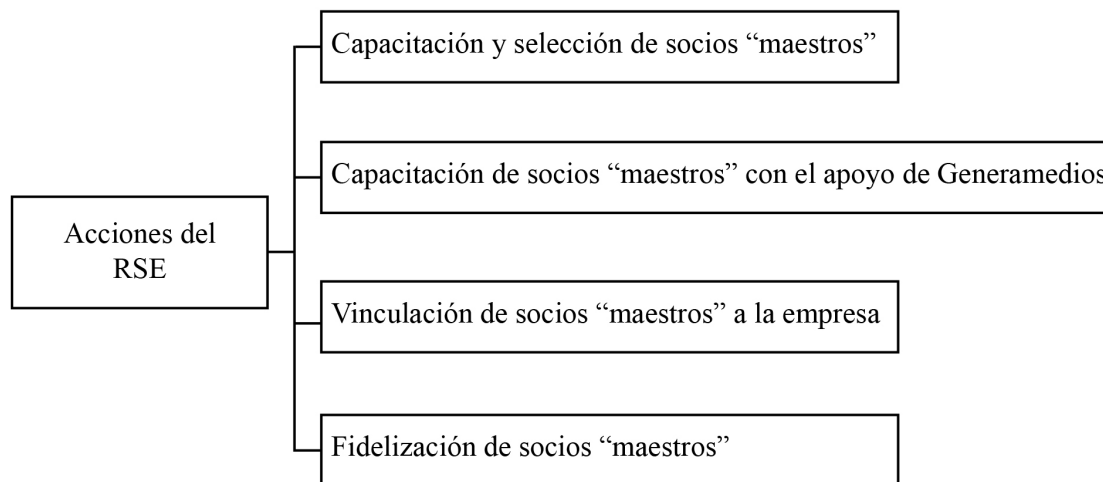 Capacitación y selección de socios “maestros”
Capacitación de socios “maestros” con el apoyo de Generamedios
Acciones del
RSE
Vinculación de socios “maestros” a la empresa
Fidelización de socios “maestros”